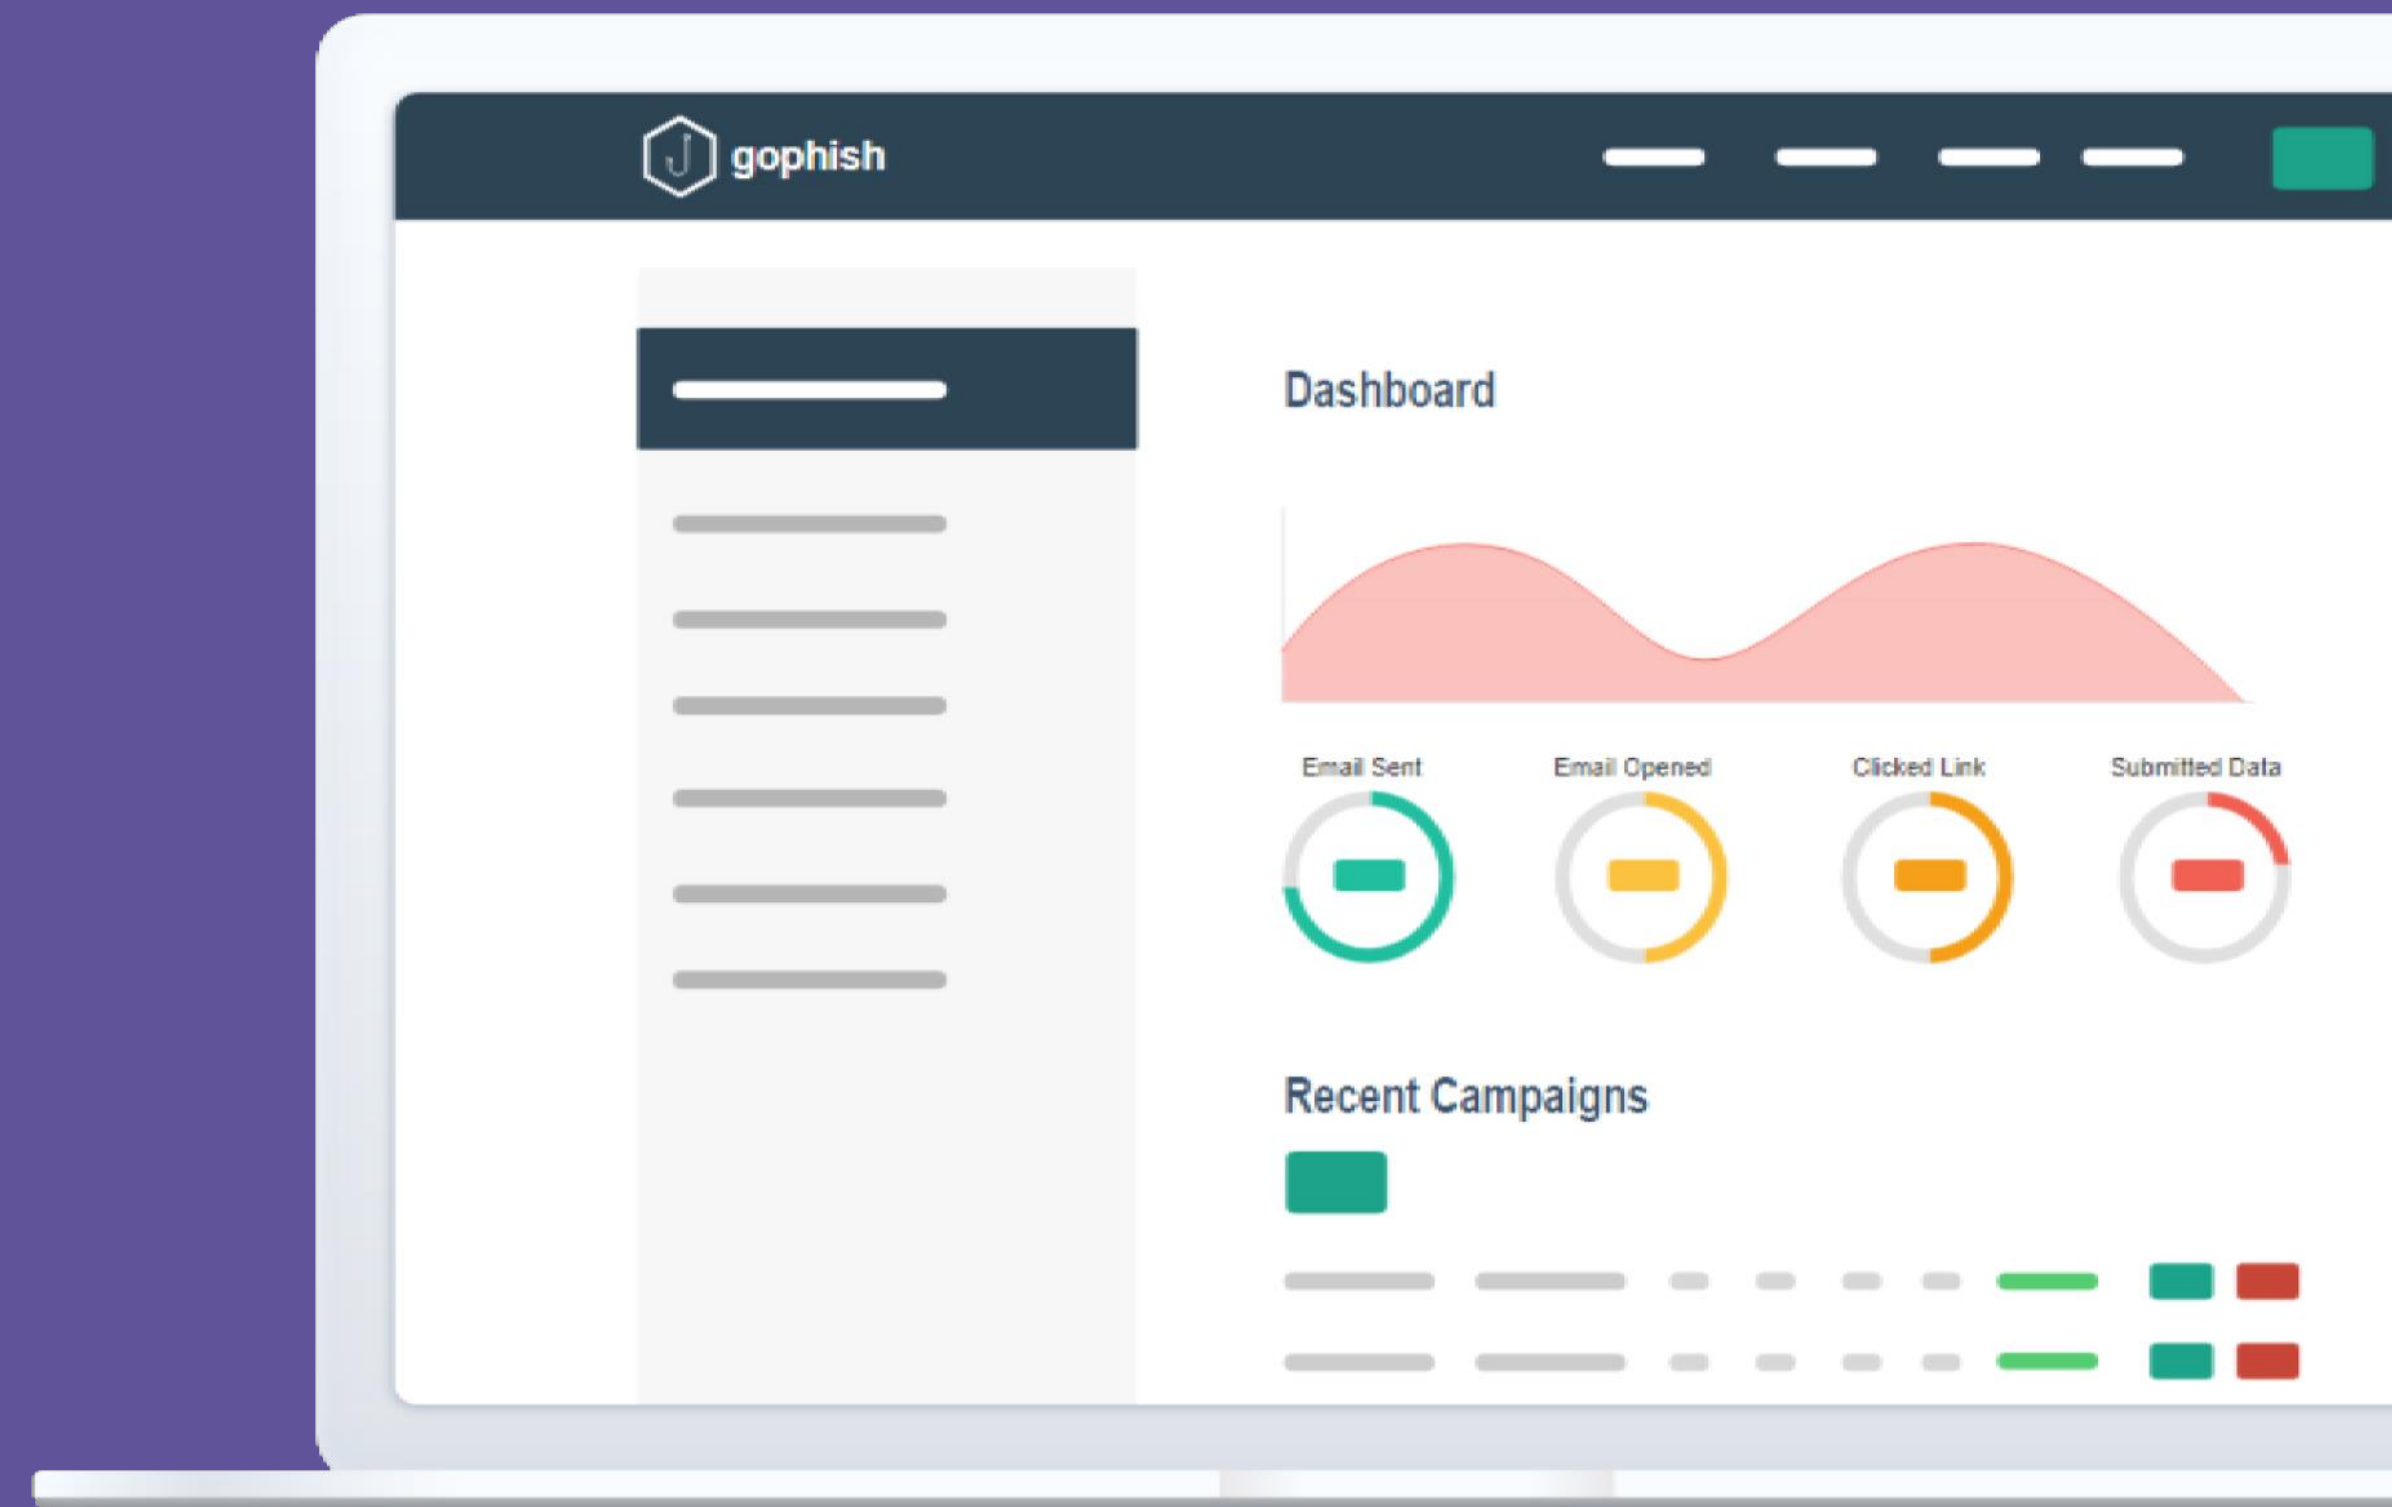 gophish
Dashboard
Email Sent
Email Opened
Clicked Link
Submitted Data
Recent Campaigns